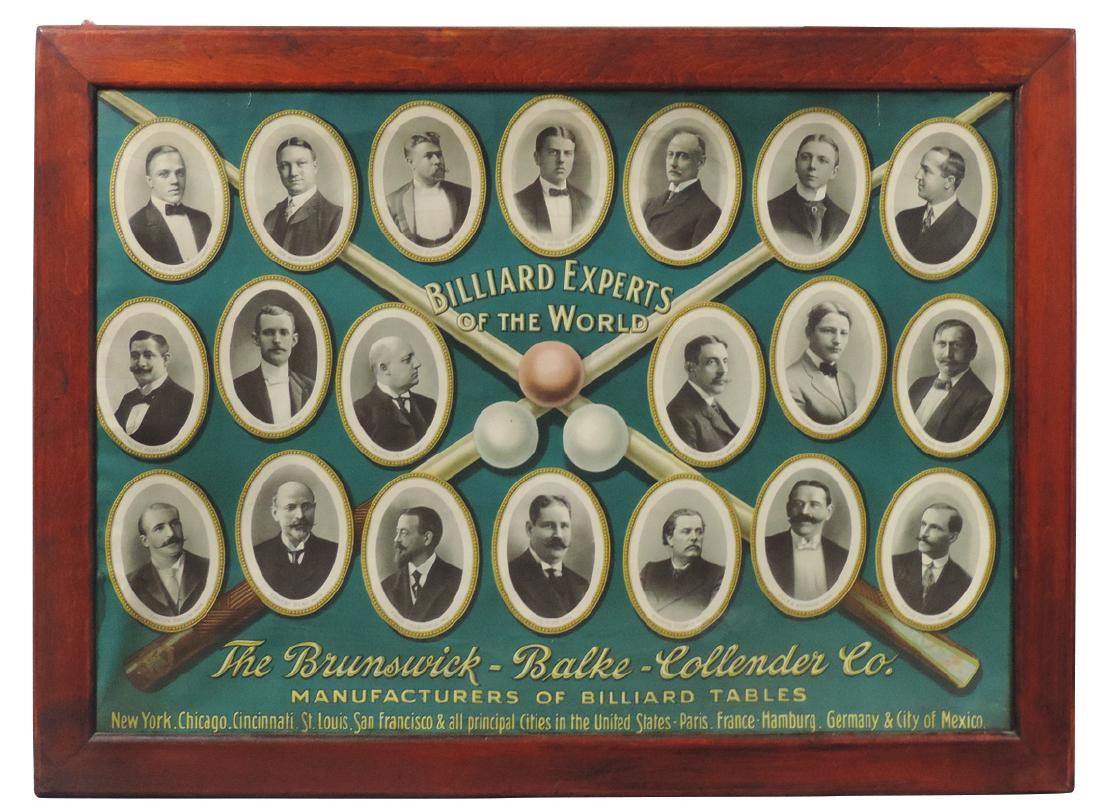 BILLIARD EXPERTS
OF THE WORLD
The Brunswick-Balke-Collender Co.
MANUFACTURERS OF BILLIARD TABLES
New York. Chicago. Cincinnati. St. Louis. San Francisco & all principal Cities in the United States - Paris. France - Hamburg. Germany & City of Mexico.